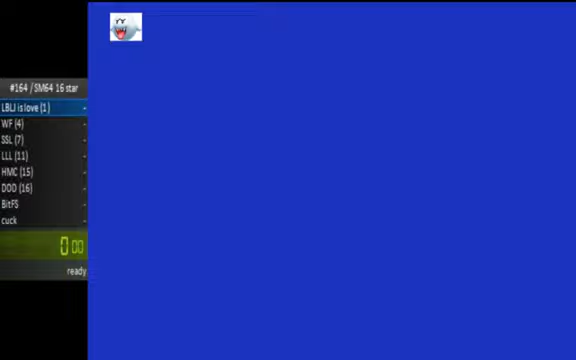 #164 / SM64 16 star
LBLJ is love (1) -
WF (4) -
SSL (7) -
LLL (11) -
HMC (15) -
DDD (16) -
BitFS -
cuck -
0 00
ready